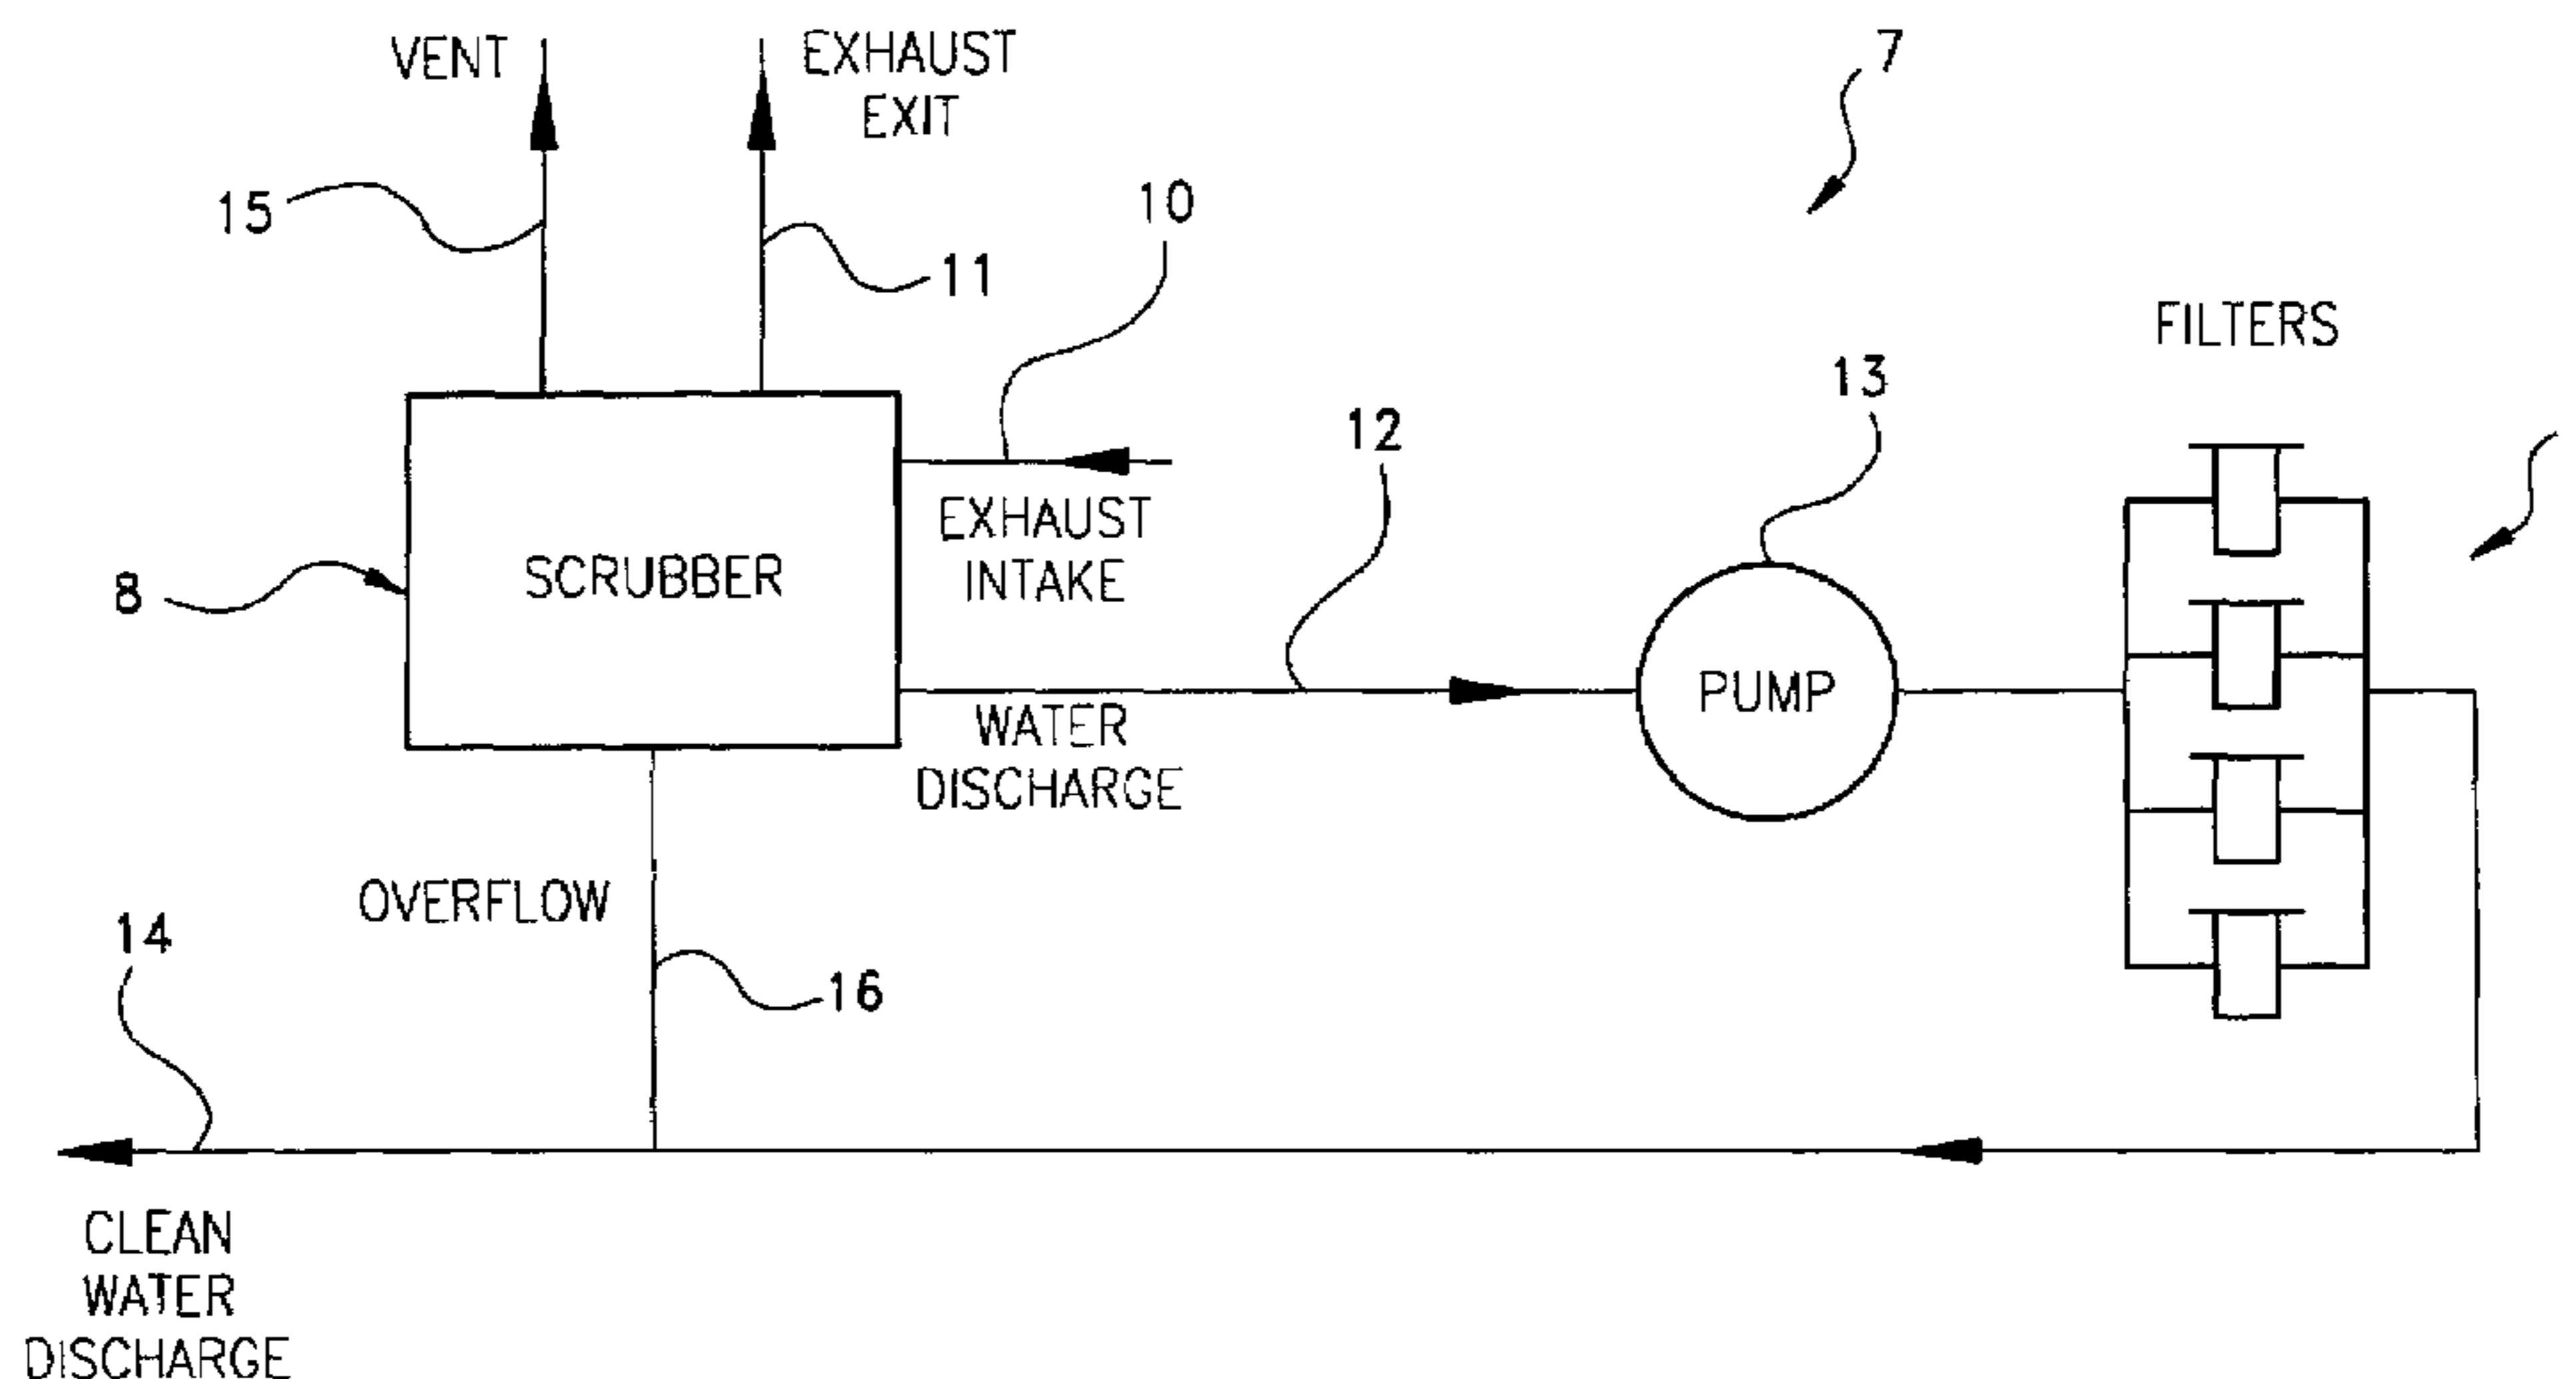 VENT
EXHAUST
EXIT
7
15
10
11
FILTERS
13
12
EXHAUST
INTAKE
SCRUBBER
8
PUMP
WATER
DISCHARGE
OVERFLOW
14
16
CLEAN
WATER
DISCHARGE